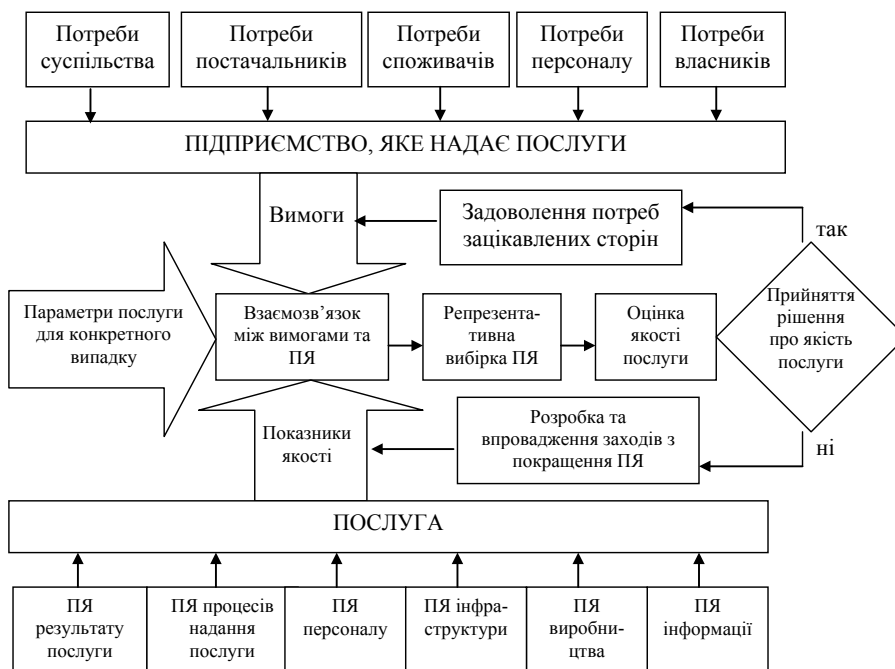 Потреби
суспільства
Потреби
постачальників
Потреби
споживачів
Потреби
персоналу
Потреби
власників
ПІДПРИЄМСТВО, ЯКЕ НАДАЄ ПОСЛУГИ
Вимоги
Задоволення потреб
зацікавлених сторін
так
Параметри послуги
для конкретного
випадку
Взаємозв’язок
між вимогами та
ПЯ
Репрезента-
тивна
вибірка ПЯ
Оцінка
якості
послуги
Прийняття
рішення
про якість
послуги
Показники
якості
Розробка та
впровадження заходів з
покращення ПЯ
ні
ПОСЛУГА
ПЯ
результату
послуги
ПЯ процесів
надання
послуги
ПЯ
персоналу
ПЯ інфра-
структури
ПЯ
виробни-
цтва
ПЯ
інформації